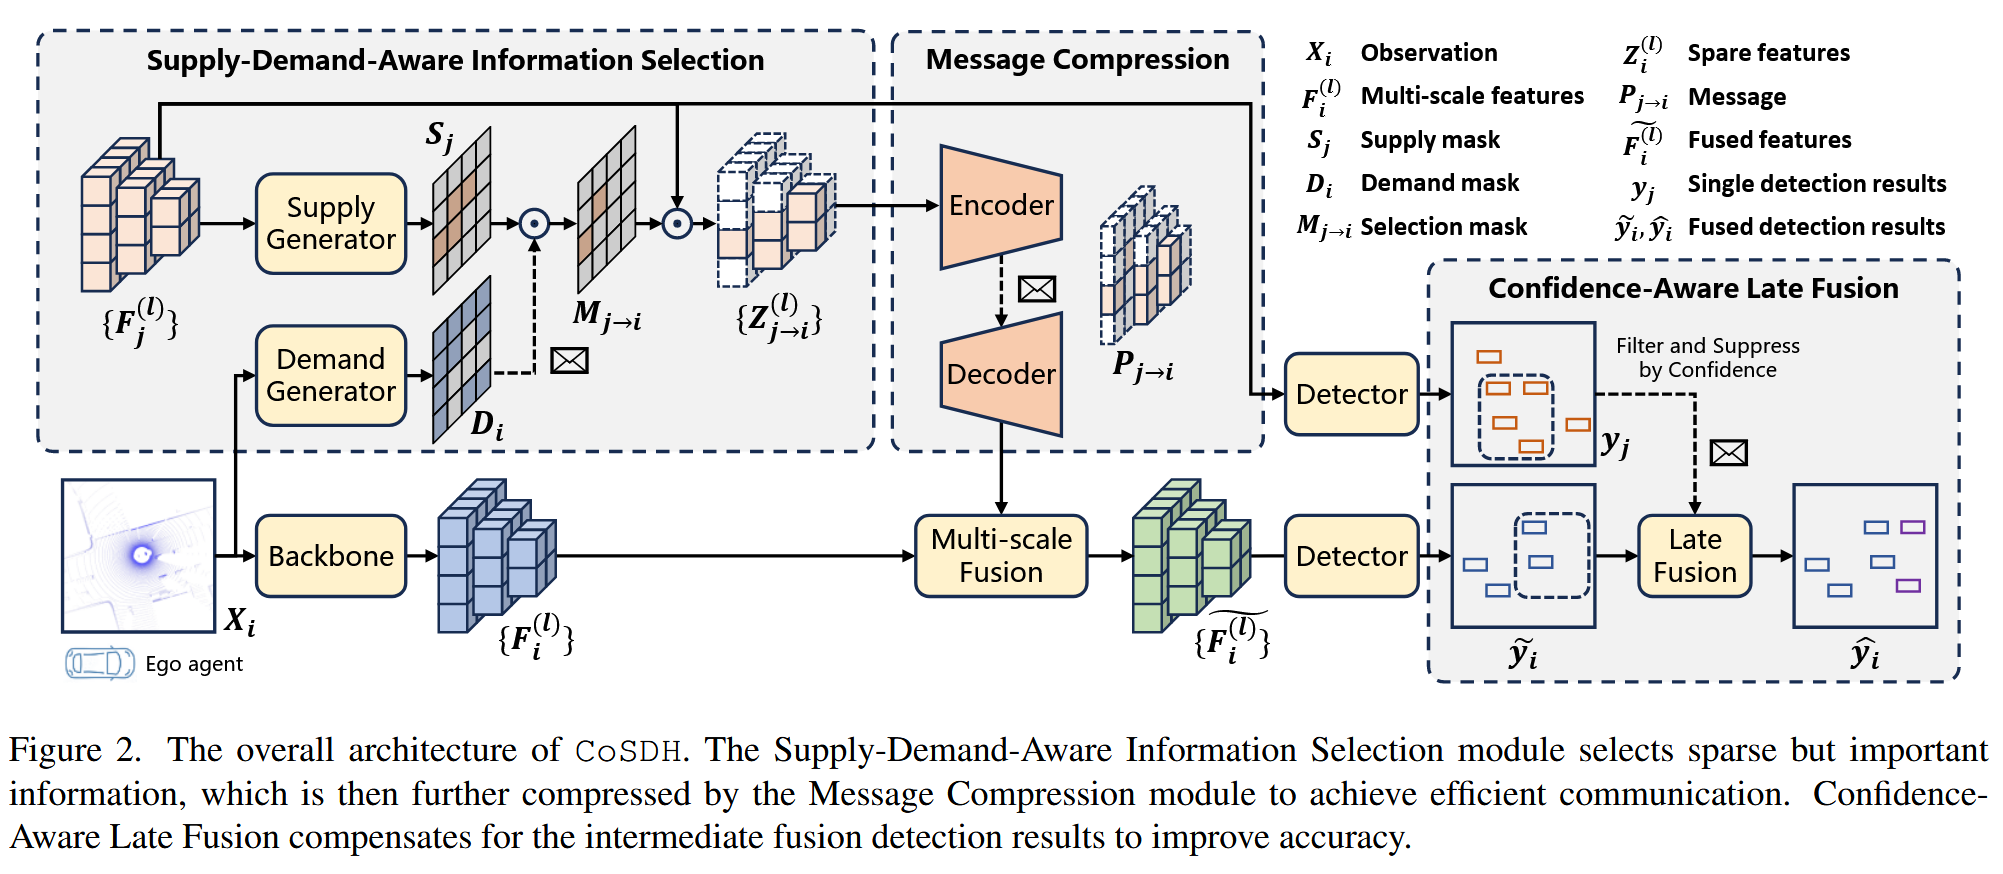 Supply-Demand-Aware Information Selection
Message Compression
X_i Observation
F_i^{(l)} Multi-scale features
S_j Supply mask
D_i Demand mask
M_{j→i} Selection mask
Z_i^{(l)} Spare features
P_{j→i} Message
\widetilde{F_i^{(l)}} Fused features
y_j Single detection results
\tilde{y}_i, \hat{y}_i Fused detection results
{F_j^{(l)}}
Supply
Generator
S_j
M_{j→i}
{Z_{j→i}^{(l)}}
Demand
Generator
D_i
Encoder
Decoder
P_{j→i}
Detector
Confidence-Aware Late Fusion
Filter and Suppress
by Confidence
y_j
X_i
Ego agent
Backbone
{F_i^{(l)}}
Multi-scale
Fusion
{\widetilde{F_i^{(l)}}}
Detector
\tilde{y}_i
Late
Fusion
\hat{y}_i
Figure 2. The overall architecture of CoSDH. The Supply-Demand-Aware Information Selection module selects sparse but important
information, which is then further compressed by the Message Compression module to achieve efficient communication. Confidence-
Aware Late Fusion compensates for the intermediate fusion detection results to improve accuracy.